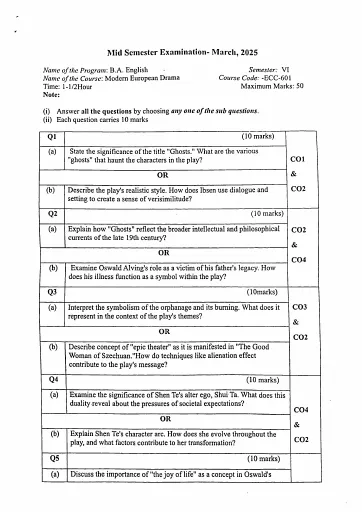 Mid Semester Examination- March, 2025
Name of the Program: B.A. English Semester: VI
Name of the Course: Modern European Drama Course Code: -ECC-601
Time: 1-1/2Hour Maximum Marks: 50
Note:
(i) Answer all the questions by choosing any one of the sub questions.
(ii) Each question carries 10 marks
Q1 (10 marks)
(a) State the significance of the title "Ghosts." What are the various
"ghosts" that haunt the characters in the play?
CO1
OR
&
(b) Describe the play's realistic style. How does Ibsen use dialogue and
setting to create a sense of verisimilitude?
CO2
Q2 (10 marks)
(a) Explain how "Ghosts" reflect the broader intellectual and philosophical
currents of the late 19th century?
CO2
&
OR
CO4
(b) Examine Oswald Alving's role as a victim of his father's legacy. How
does his illness function as a symbol within the play?
Q3 (10marks)
(a) Interpret the symbolism of the orphanage and its burning. What does it
represent in the context of the play's themes?
CO3
&
OR
CO2
(b) Describe concept of "epic theater" as it is manifested in "The Good
Woman of Szechuan."How do techniques like alienation effect
contribute to the play's message?
Q4 (10 marks)
(a) Examine the significance of Shen Te's alter ego, Shui Ta. What does this
duality reveal about the pressures of societal expectations?
CO4
OR
&
(b) Explain Shen Te's character arc. How does she evolve throughout the
play, and what factors contribute to her transformation?
CO2
Q5 (10 marks)
(a) Discuss the importance of "the joy of life" as a concept in Oswald's